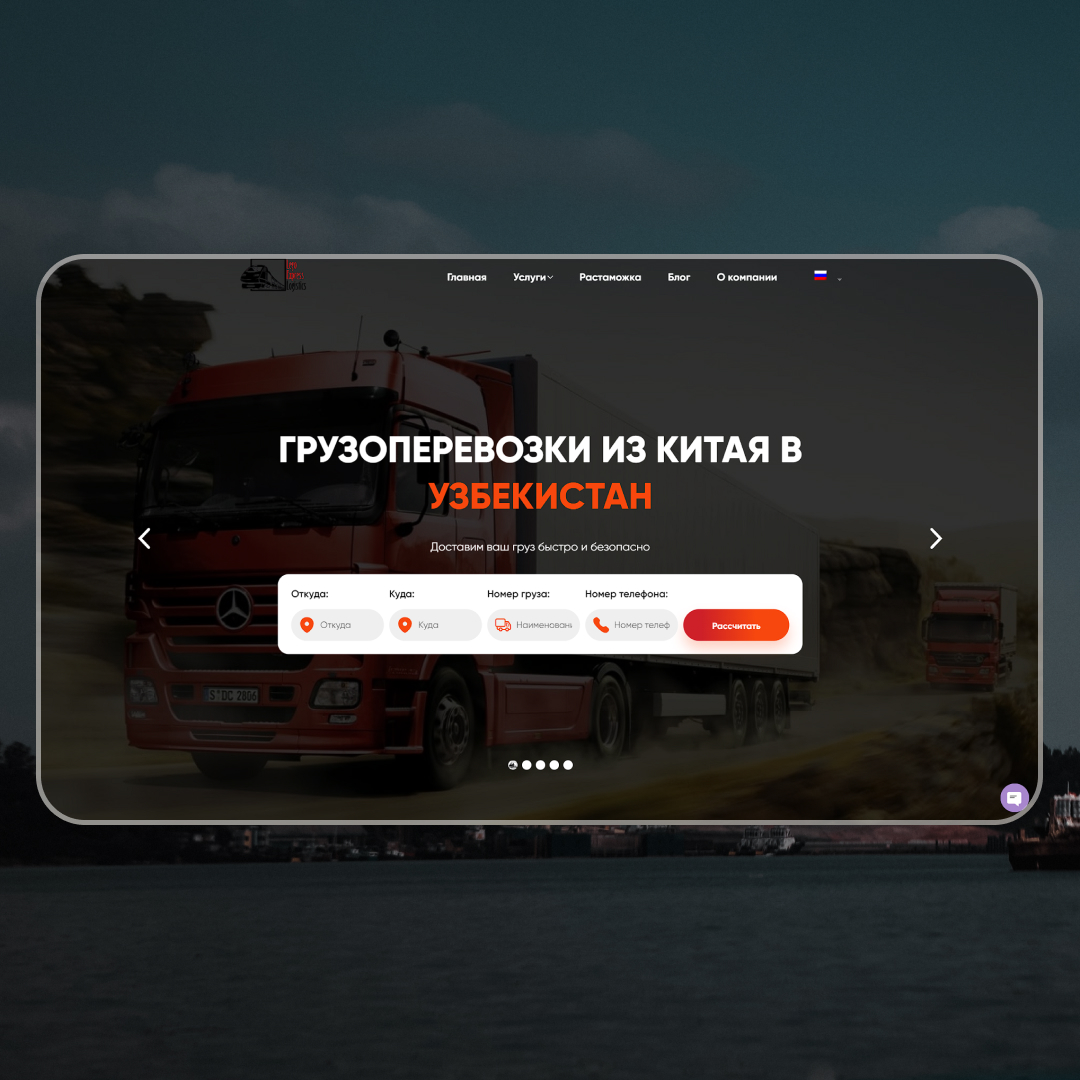 Logistics
Главная Услуги Растаможка Блог О компании
ГРУЗОПЕРЕВОЗКИ ИЗ КИТАЯ В
УЗБЕКИСТАН
Доставим ваш груз быстро и безопасно
Откуда: Куда: Номер груза: Номер телефона:
Откуда Куда Наименован Номер телеф Рассчитать
S DC 2806